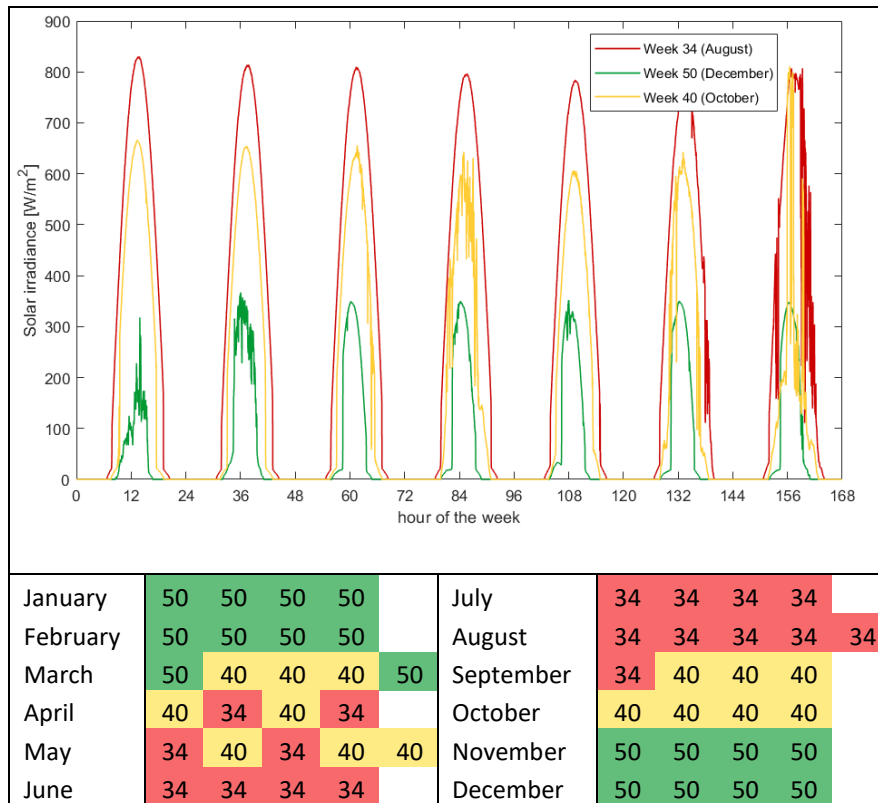 900
800
700
600
500
400
300
200
100
0
Solar irradiance [W/m²]
Week 34 (August)
Week 50 (December)
Week 40 (October)
0 12 24 36 48 60 72 84 96 108 120 132 144 156 168
hour of the week
January 50 50 50 50 July 34 34 34 34
February 50 50 50 50 August 34 34 34 34 34
March 50 40 40 40 50 September 34 40 40 40
April 40 34 40 34 October 40 40 40 40
May 34 40 34 40 40 November 50 50 50 50
June 34 34 34 34 December 50 50 50 50